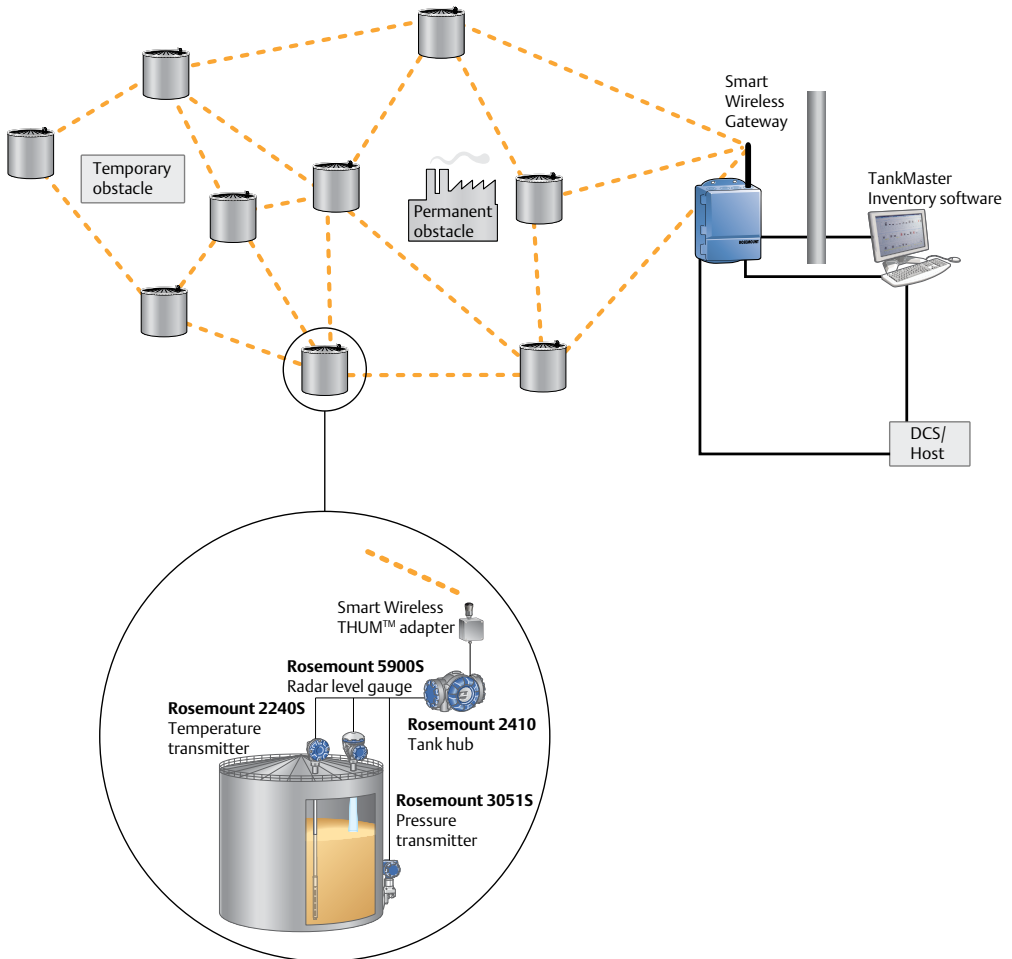 Smart
Wireless
Gateway
TankMaster
Inventory software
Temporary
obstacle
Permanent
obstacle
ROSEMOUNT
DCS/
Host
Smart Wireless
THUM™ adapter
Rosemount 5900S
Radar level gauge
Rosemount 2240S
Temperature
transmitter
Rosemount 2410
Tank hub
Rosemount 3051S
Pressure
transmitter